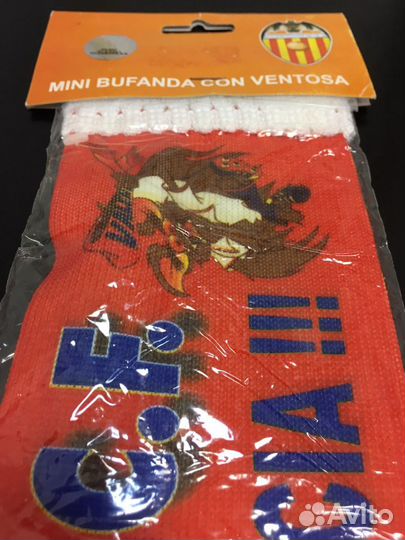 MINI BUFANDA CON VENTOSA
C.F.
CIA !!!
Avito